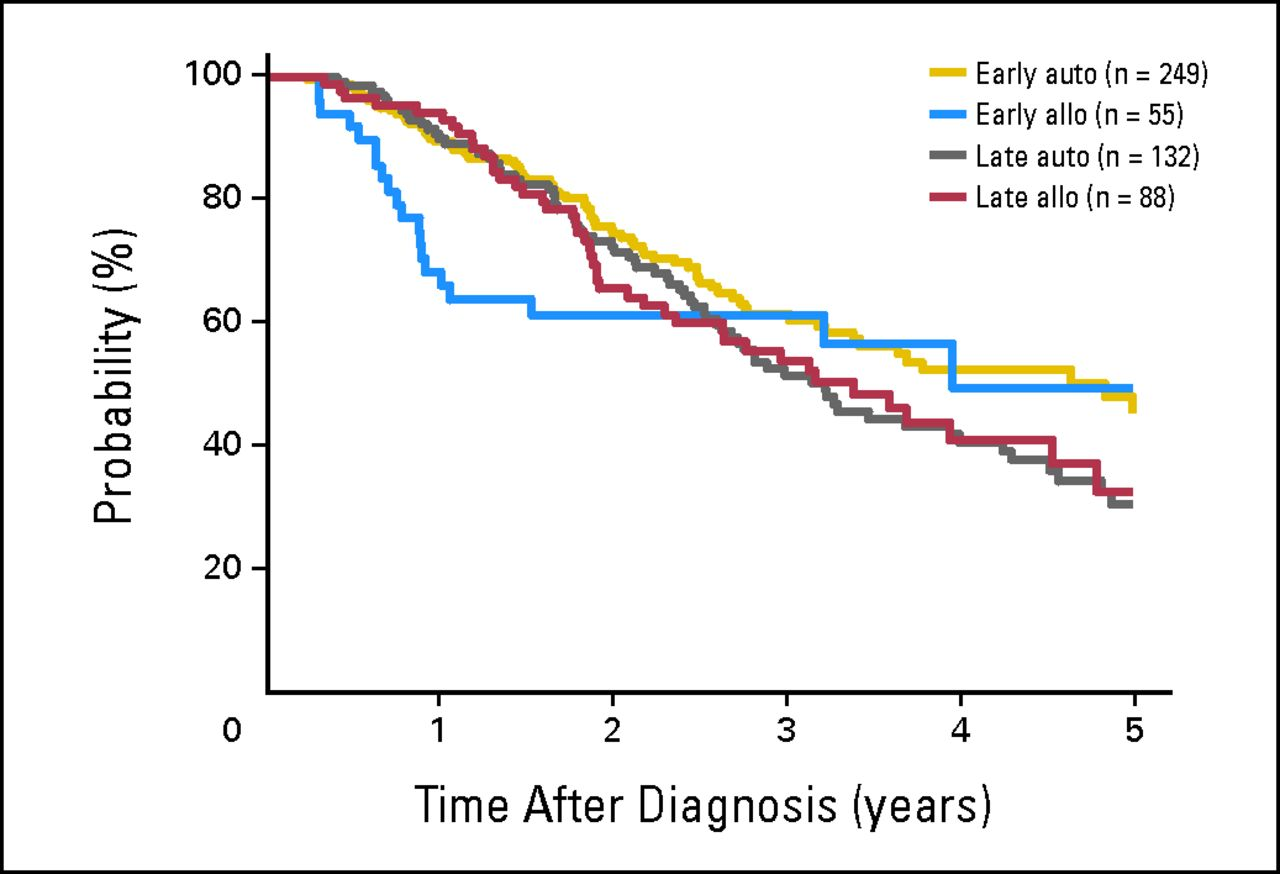 100
80
60
40
20
0
Probability (%)
Early auto (n = 249)
Early allo (n = 55)
Late auto (n = 132)
Late allo (n = 88)
1 2 3 4 5
Time After Diagnosis (years)